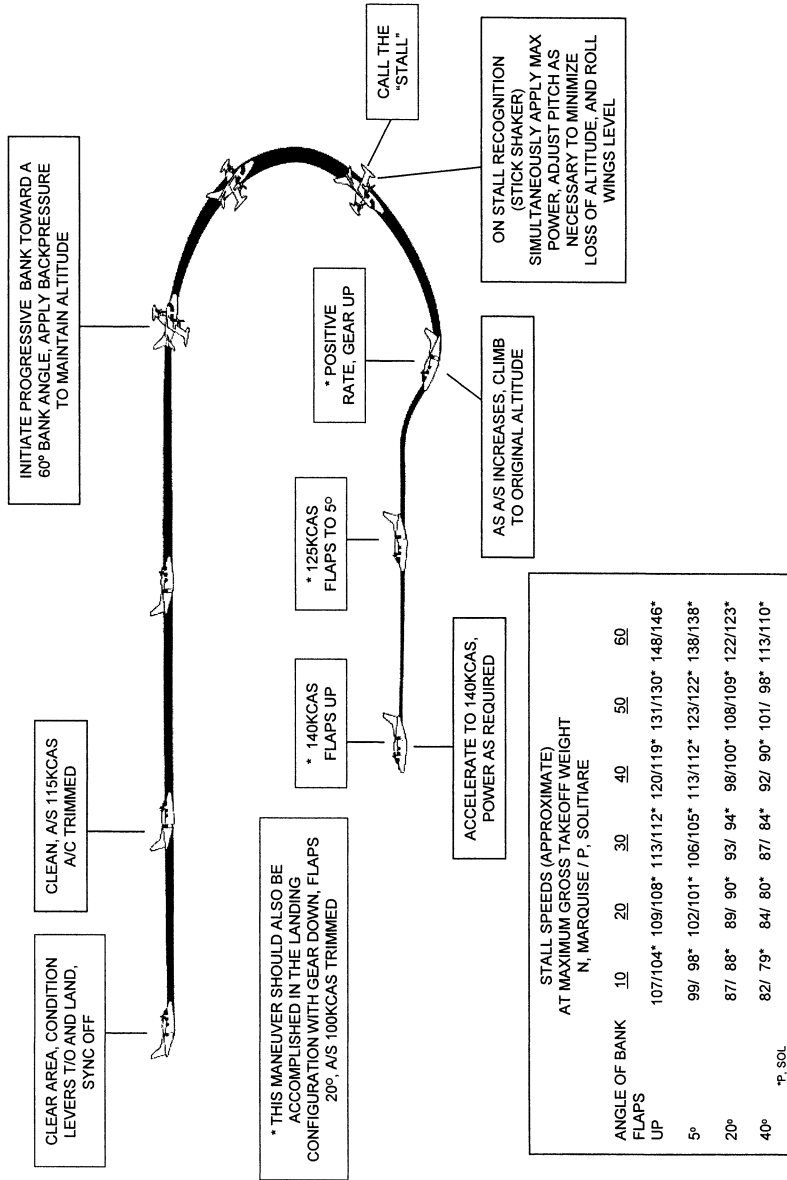 CLEAR AREA, CONDITION
LEVERS T/O AND LAND,
SYNC OFF
CLEAN, A/S 115KCAS
A/C TRIMMED
INITIATE PROGRESSIVE BANK TOWARD A
60º BANK ANGLE, APPLY BACKPRESSURE
TO MAINTAIN ALTITUDE
CALL THE
"STALL"
ON STALL RECOGNITION
(STICK SHAKER)
SIMULTANEOUSLY APPLY MAX
POWER, ADJUST PITCH AS
NECESSARY TO MINIMIZE
LOSS OF ALTITUDE, AND ROLL
WINGS LEVEL
* POSITIVE
RATE, GEAR UP
AS A/S INCREASES, CLIMB
TO ORIGINAL ALTITUDE
* 125KCAS
FLAPS TO 5º
* 140KCAS
FLAPS UP
ACCELERATE TO 140KCAS,
POWER AS REQUIRED
* THIS MANEUVER SHOULD ALSO BE
ACCOMPLISHED IN THE LANDING
CONFIGURATION WITH GEAR DOWN, FLAPS
20º, A/S 100KCAS TRIMMED
STALL SPEEDS (APPROXIMATE)
AT MAXIMUM GROSS TAKEOFF WEIGHT
N, MARQUISE / P, SOLITIARE
ANGLE OF BANK 10 20 30 40 50 60
FLAPS
UP 107/104* 109/108* 113/112* 120/119* 131/130* 148/146*
5º 99/ 98* 102/101* 106/105* 113/112* 123/122* 138/138*
20º 87/ 88* 89/ 90* 93/ 94* 98/100* 108/109* 122/123*
40º 82/ 79* 84/ 80* 87/ 84* 92/ 90* 101/ 98* 113/110*
*P, SOL